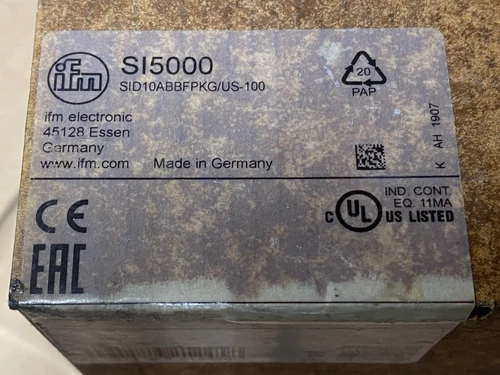 ifm
SI5000
SID10ABBFPKG/US-100
ifm electronic
45128 Essen
Germany
www.ifm.com
Made in Germany
20
PAP
K AH 1907
CE
EAC
C UL US LISTED
IND. CONT.
EQ. 11MA